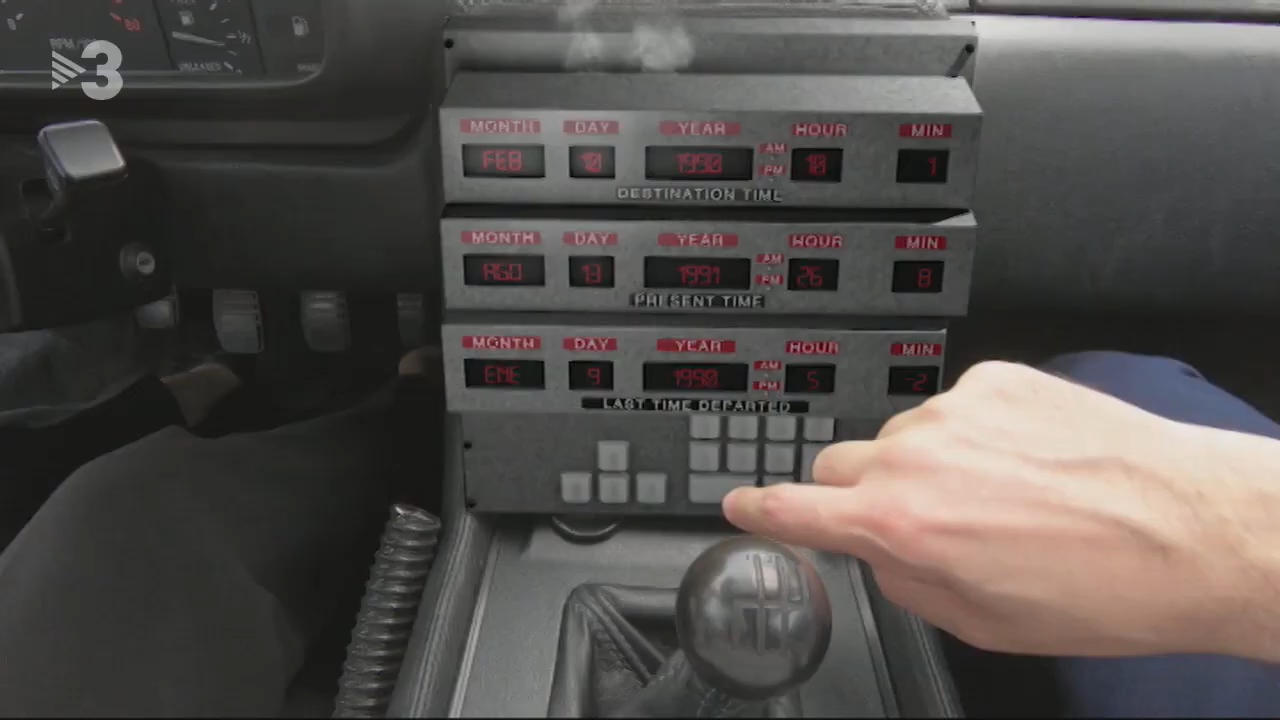 3
MONTH DAY YEAR HOUR MIN
AM
PM
FEB 10 1990 10 1
DESTINATION TIME
MONTH DAY YEAR HOUR MIN
AM
PM
AGO 13 1991 26 8
PRESENT TIME
MONTH DAY YEAR HOUR MIN
AM
PM
ENE 9 1990 5 -2
LAST TIME DEPARTED